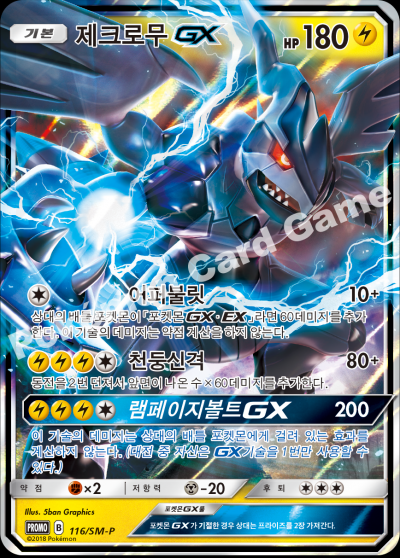 기본 제크로무 GX HP 180
어피불릿 10+
상대의 배틀 포켓몬이 「포켓몬GX·EX」라면 60데미지를 추가
한다. 이 기술의 데미지는 약점 계산을 하지 않는다.
천둥신격 80+
동전을 2번 던져서 앞면이 나온 수×60데미지를 추가한다.
램페이지볼트GX 200
이 기술의 데미지는 상대의 배틀 포켓몬에게 걸려 있는 효과를
계산하지 않는다. (대전 중 자신은 GX기술을 1번만 사용할 수
있다.)
약점 ×2 저항력 -20 후퇴
Illus. 5ban Graphics
포켓몬GX룰
PROMO B 116/SM-P
포켓몬GX가 기절한 경우 상대는 프라이즈를 2장 가져간다.
©2018 Pokémon
Card Game